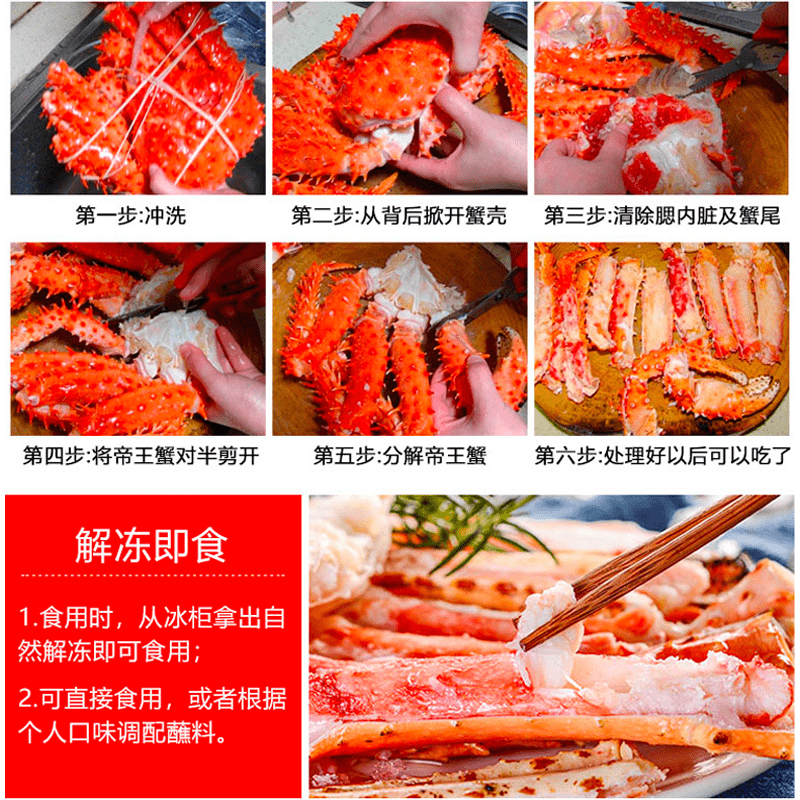 第一步:冲洗
第二步:从背后掀开蟹壳
第三步:清除腮内脏及蟹尾
第四步:将帝王蟹对半剪开
第五步:分解帝王蟹
第六步:处理好以后可以吃了
解冻即食
1.食用时，从冰柜拿出自
然解冻即可食用；
2.可直接食用，或者根据
个人口味调配蘸料。